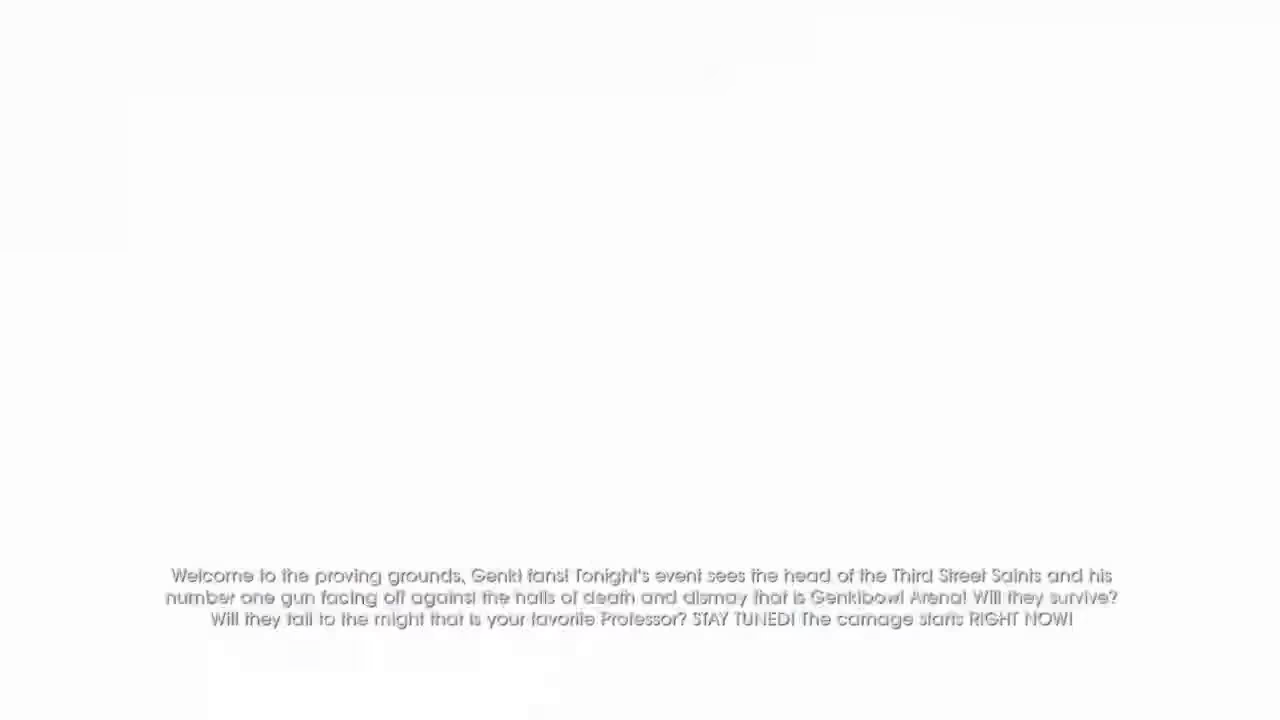 Welcome to the proving grounds, Genki fans! Tonight's event sees the head of the Third Street Saints and his
number one gun facing off against the halls of death and dismay that is Genkibowl Arena! Will they survive?
Will they fall to the might that is your favorite Professor? STAY TUNED! The carnage starts RIGHT NOW!